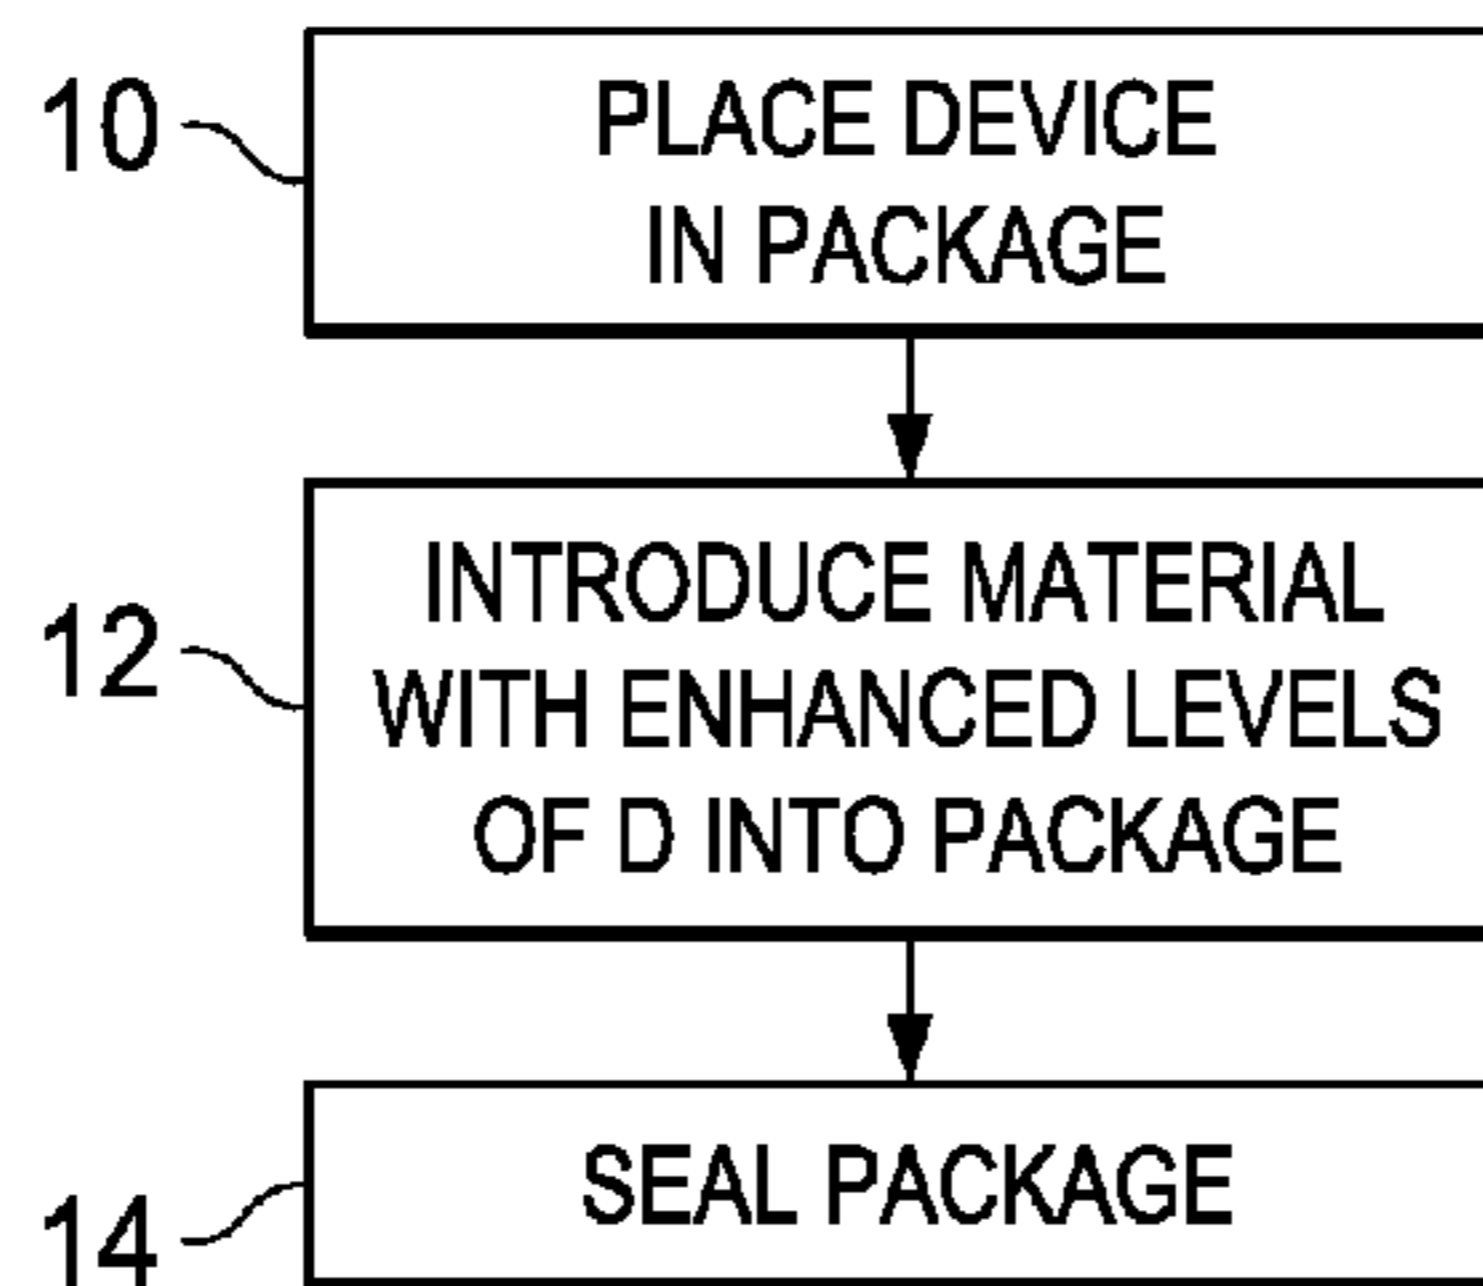 10
PLACE DEVICE
IN PACKAGE
12
INTRODUCE MATERIAL
WITH ENHANCED LEVELS
OF D INTO PACKAGE
14
SEAL PACKAGE